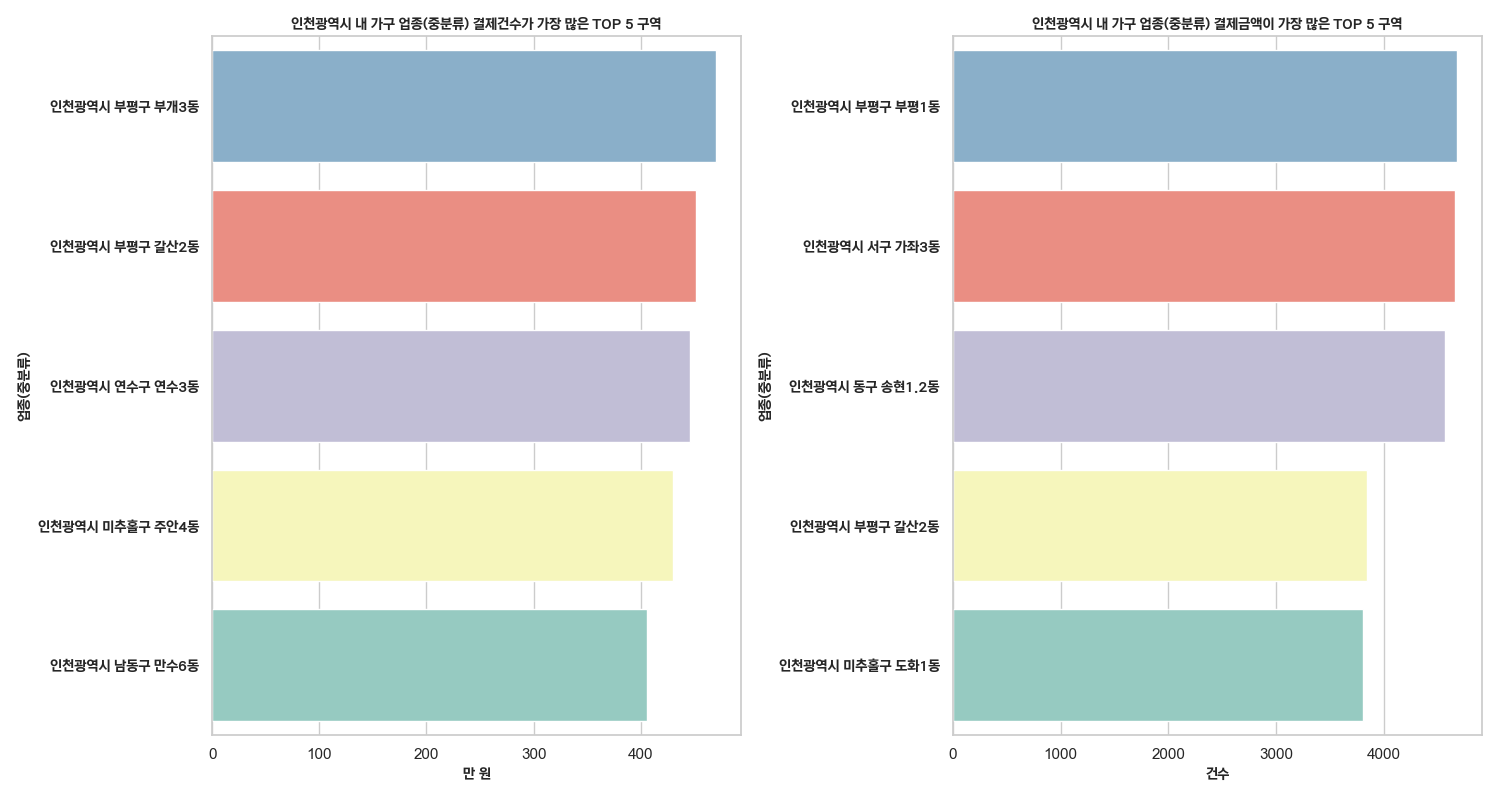 인천광역시 내 가구 업종(중분류) 결제건수가 가장 많은 TOP 5 구역
인천광역시 부평구 부개3동
인천광역시 부평구 갈산2동
인천광역시 연수구 연수3동
인천광역시 미추홀구 주안4동
인천광역시 남동구 만수6동
업종(중분류)
0 100 200 300 400
만 원
인천광역시 내 가구 업종(중분류) 결제금액이 가장 많은 TOP 5 구역
인천광역시 부평구 부평1동
인천광역시 서구 가좌3동
인천광역시 동구 송현1.2동
인천광역시 부평구 갈산2동
인천광역시 미추홀구 도화1동
업종(중분류)
0 1000 2000 3000 4000
건수